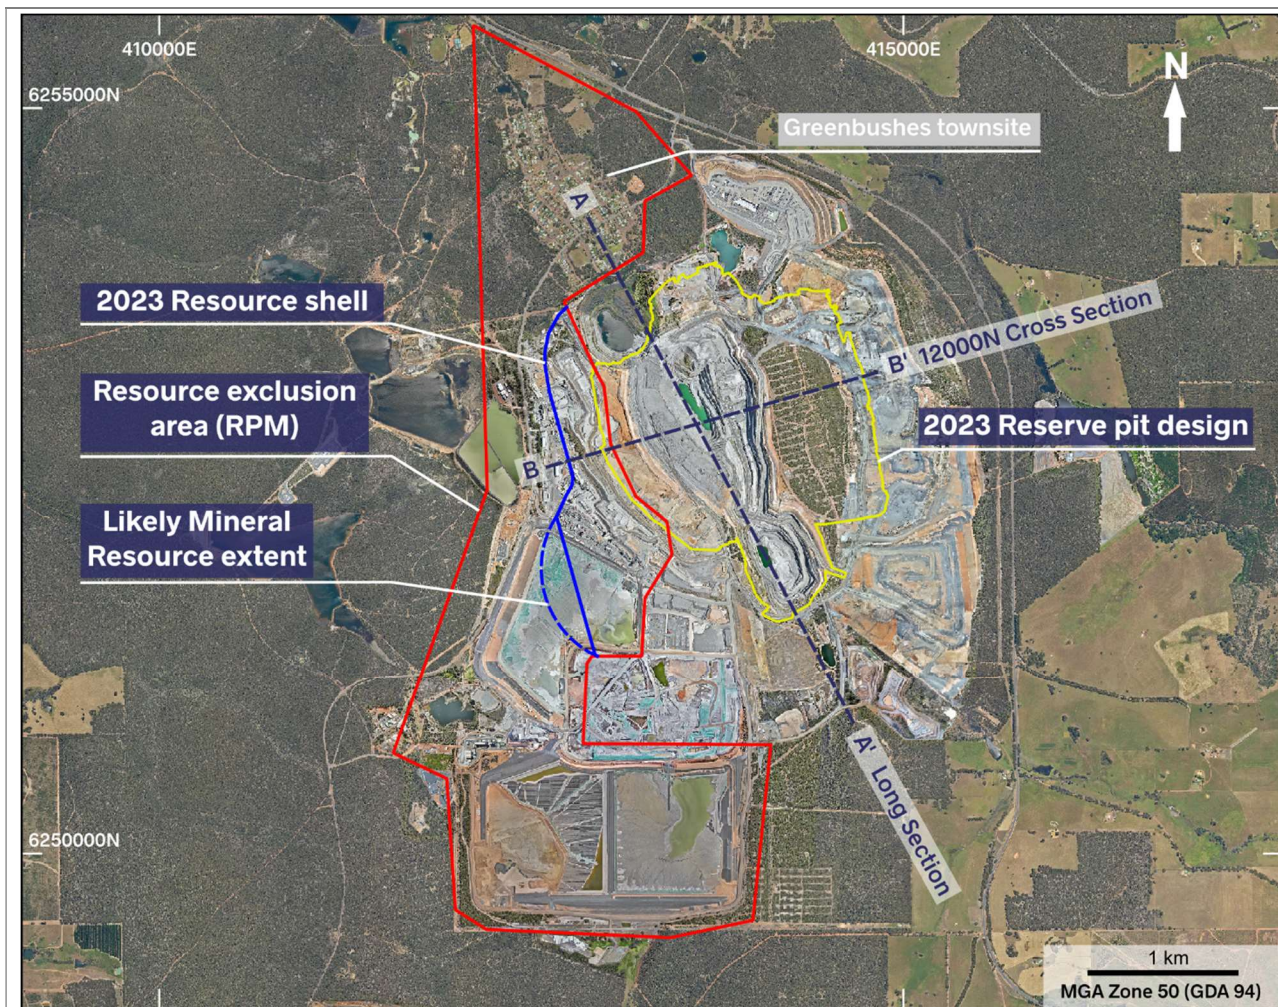 410000E
415000E
6255000N
N
Greenbushes townsite
A
2023 Resource shell
B' 12000N Cross Section
Resource exclusion
area (RPM)
2023 Reserve pit design
B
Likely Mineral
Resource extent
A' Long Section
6250000N
1 km
MGA Zone 50 (GDA 94)